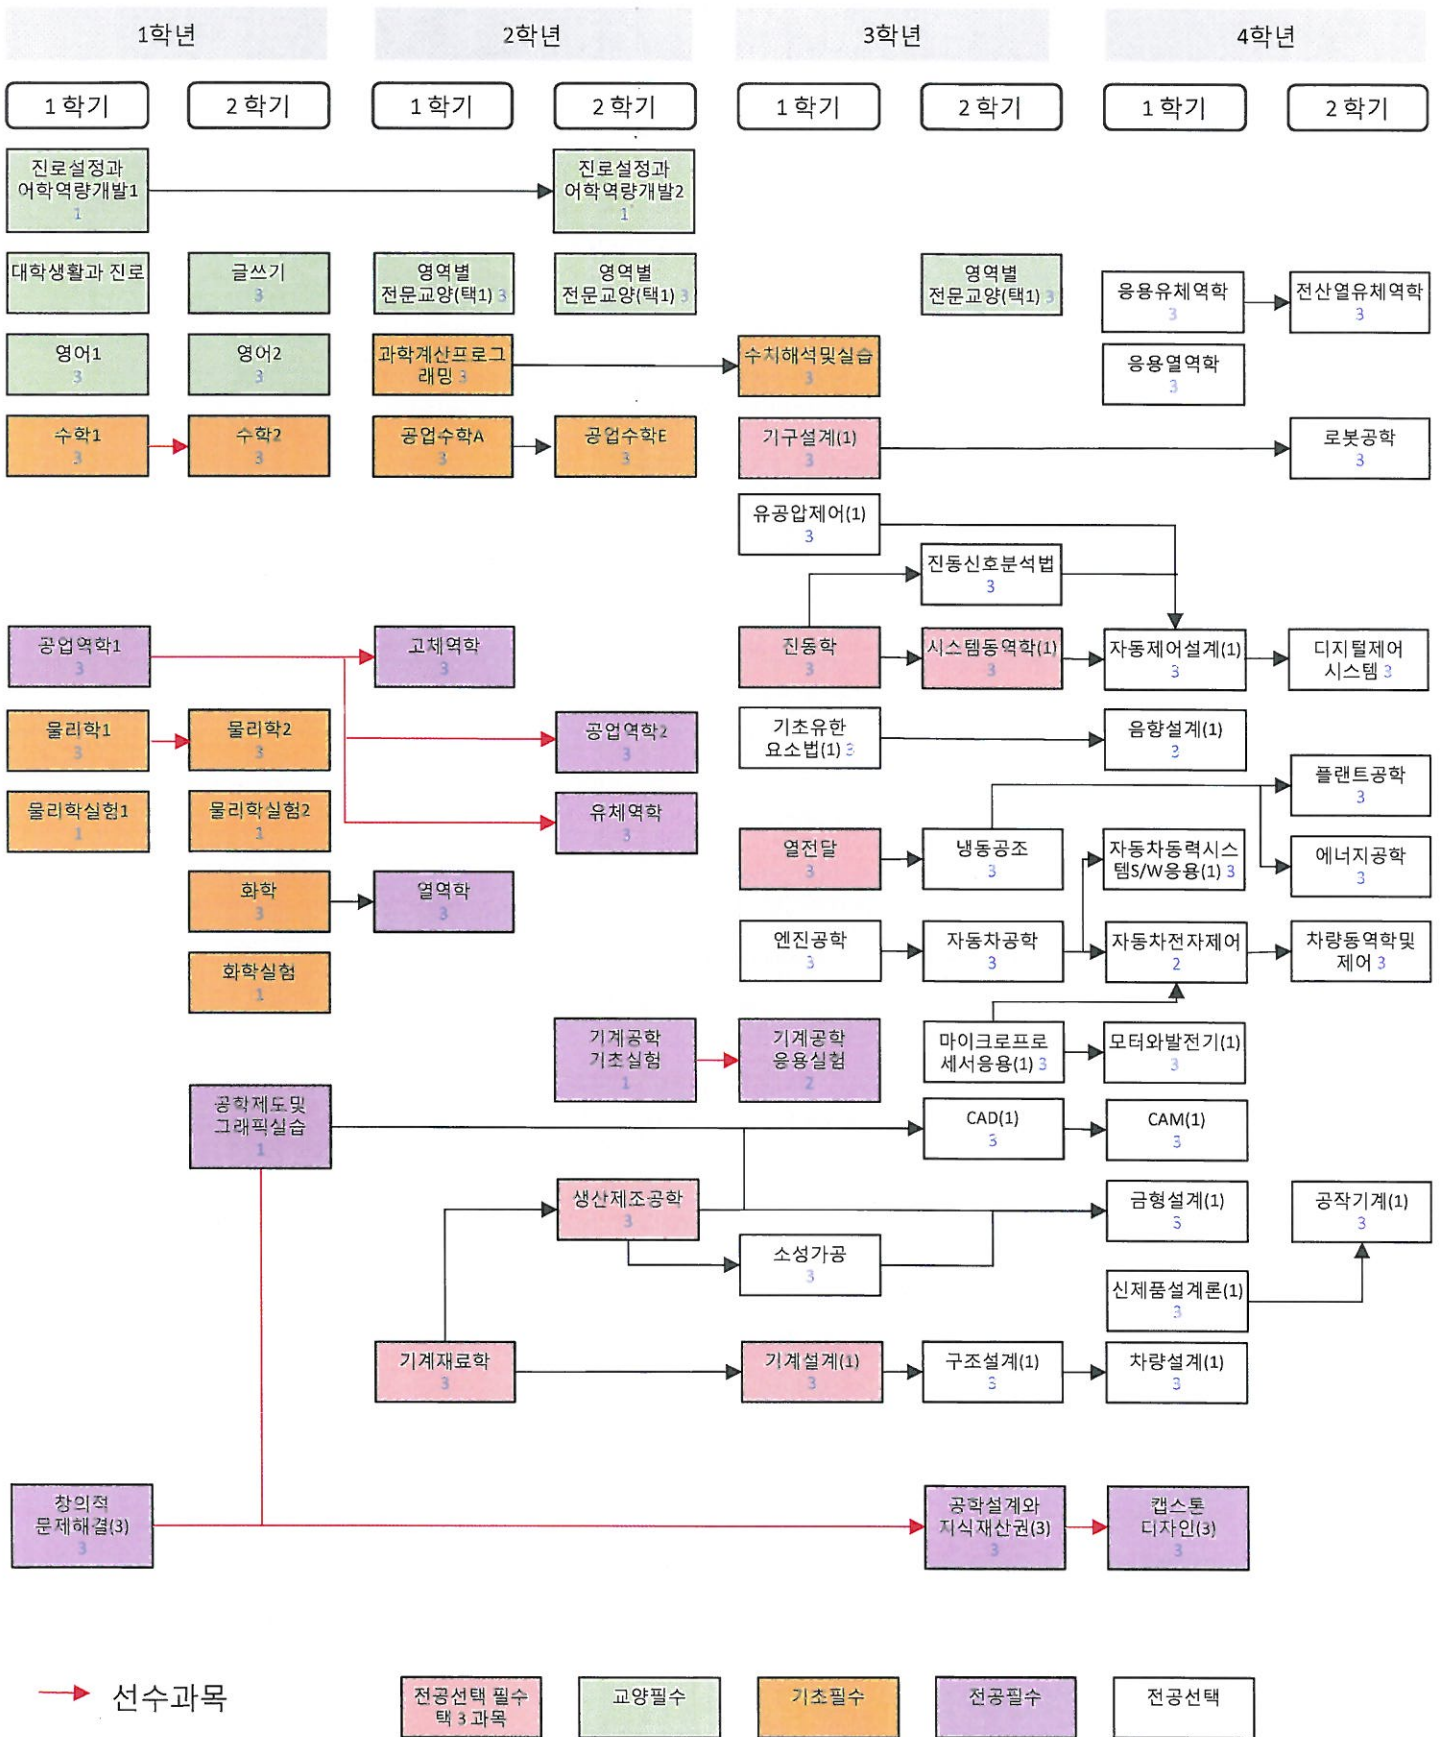 1학년
2학년
3학년
4학년
1 학기
2 학기
1 학기
2 학기
1 학기
2 학기
1 학기
2 학기
진로설정과
어학역량개발1
1
진로설정과
어학역량개발2
1
대학생활과 진로
글쓰기
3
영역별
전문교양(택1) 3
영역별
전문교양(택1) 3
영역별
전문교양(택1) 3
응용유체역학
3
전산열유체역학
3
영어1
3
영어2
3
과학계산프로그
래밍 3
수치해석및실습
3
응용열역학
3
수학1
3
수학2
3
공업수학A
3
공업수학E
3
기구설계(1)
3
로봇공학
3
유공압제어(1)
3
진동신호분석법
3
공업역학1
3
고체역학
3
진동학
3
시스템동역학(1)
3
자동제어설계(1)
3
디지털제어
시스템 3
물리학1
3
물리학2
3
공업역학2
3
기초유한
요소법(1) 3
음향설계(1)
3
플랜트공학
3
물리학실험1
1
물리학실험2
1
유체역학
3
열전달
3
냉동공조
3
자동차동력시스
템S/W응용(1) 3
에너지공학
3
화학
3
열역학
3
엔진공학
3
자동차공학
3
자동차전자제어
2
차량동역학및
제어 3
화학실험
1
기계공학
기초실험
1
기계공학
응용실험
2
마이크로프로
세서응용(1) 3
모터와발전기(1)
3
공학제도및
그래픽실습
1
CAD(1)
3
CAM(1)
3
생산제조공학
3
금형설계(1)
3
공작기계(1)
3
소성가공
3
신제품설계론(1)
3
기계재료학
3
기계설계(1)
3
구조설계(1)
3
차량설계(1)
3
창의적
문제해결(3)
3
공학설계와
지식재산권(3)
3
캡스톤
디자인(3)
3
선수과목
전공선택 필수
택 3 과목
교양필수
기초필수
전공필수
전공선택